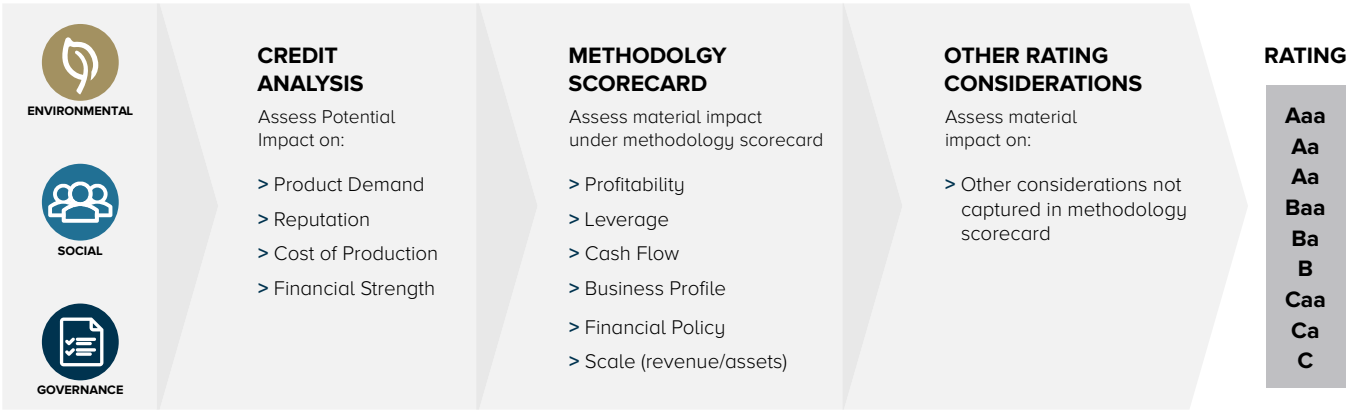 ENVIRONMENTAL
SOCIAL
GOVERNANCE
CREDIT
ANALYSIS
Assess Potential
Impact on:
> Product Demand
> Reputation
> Cost of Production
> Financial Strength
METHODOLGY
SCORECARD
Assess material impact
under methodology scorecard
> Profitability
> Leverage
> Cash Flow
> Business Profile
> Financial Policy
> Scale (revenue/assets)
OTHER RATING
CONSIDERATIONS
Assess material
impact on:
> Other considerations not
captured in methodology
scorecard
RATING
Aaa
Aa
Aa
Baa
Ba
B
Caa
Ca
C